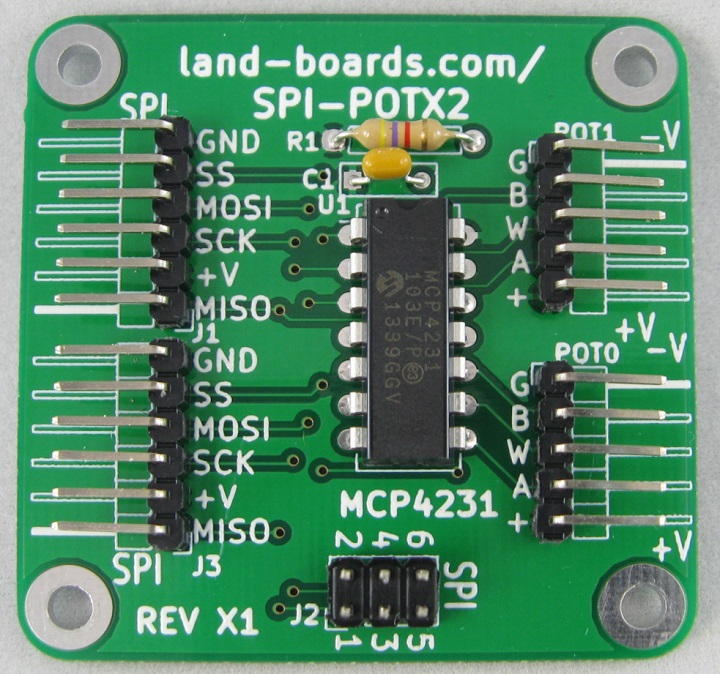 land-boards.com/
SPI-POTX2
SPI
GND
SS
MOSI
SCK
+V
MISO
J1
GND
SS
MOSI
SCK
+V
MISO
SPI
J3
R1
C1
U1
MCP4231
103E/P e3
1339GGV
MCP4231
POT1
-V
G
B
W
A
+
+V
POT0
-V
G
B
W
A
+
+V
2 4 6
SPI
J2
1 3 5
REV X1